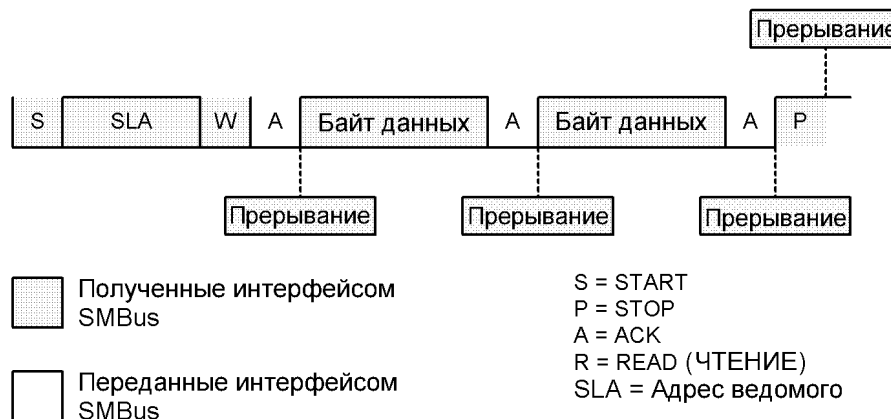 Прерывание
S SLA W A Байт данных A Байт данных A P
Прерывание Прерывание Прерывание
Полученные интерфейсом
SMBus
Переданные интерфейсом
SMBus
S = START
P = STOP
A = ACK
R = READ (ЧТЕНИЕ)
SLA = Адрес ведомого